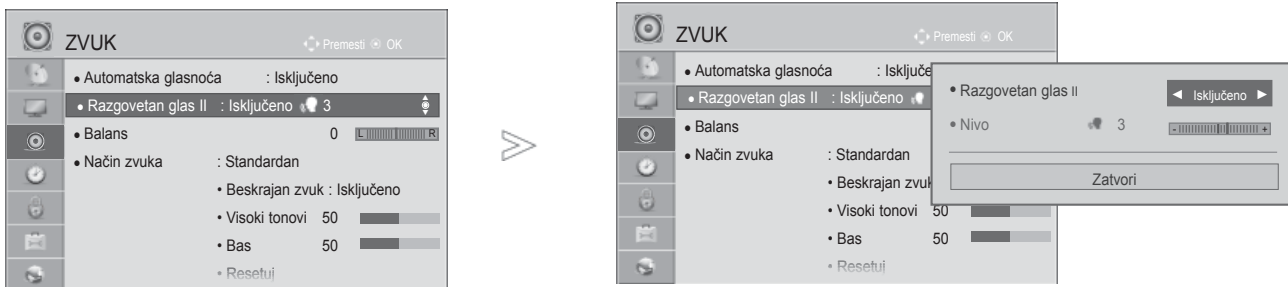 ZVUK
Premesti OK
• Automatska glasnoća : Isključeno
• Razgovetan glas II : Isključeno 3
• Balans 0 L R
• Način zvuka : Standardan
• Beskrajan zvuk : Isključeno
• Visoki tonovi 50
• Bas 50
• Resetuj
ZVUK
Premesti OK
• Automatska glasnoća : Isključe
• Razgovetan glas II : Isključeno
• Balans
• Način zvuka : Standardan
• Beskrajan zvuk
• Visoki tonovi 50
• Bas 50
• Resetuj
• Razgovetan glas II ◄ Isključeno ►
• Nivo 3 - +
Zatvori